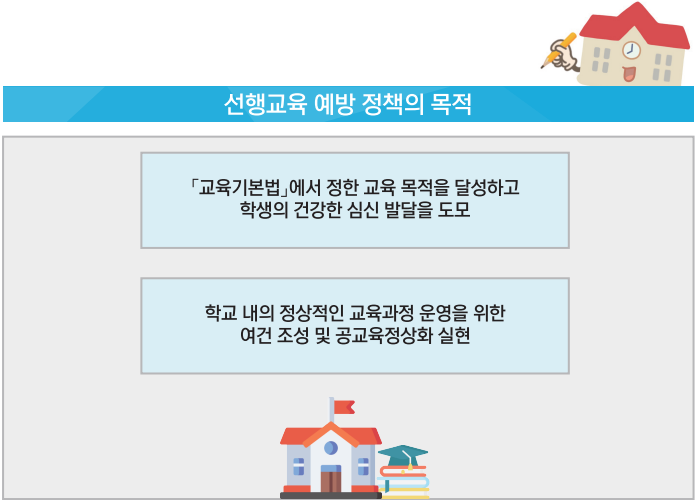 선행교육 예방 정책의 목적
「교육기본법」에서 정한 교육 목적을 달성하고
학생의 건강한 심신 발달을 도모
학교 내의 정상적인 교육과정 운영을 위한
여건 조성 및 공교육정상화 실현